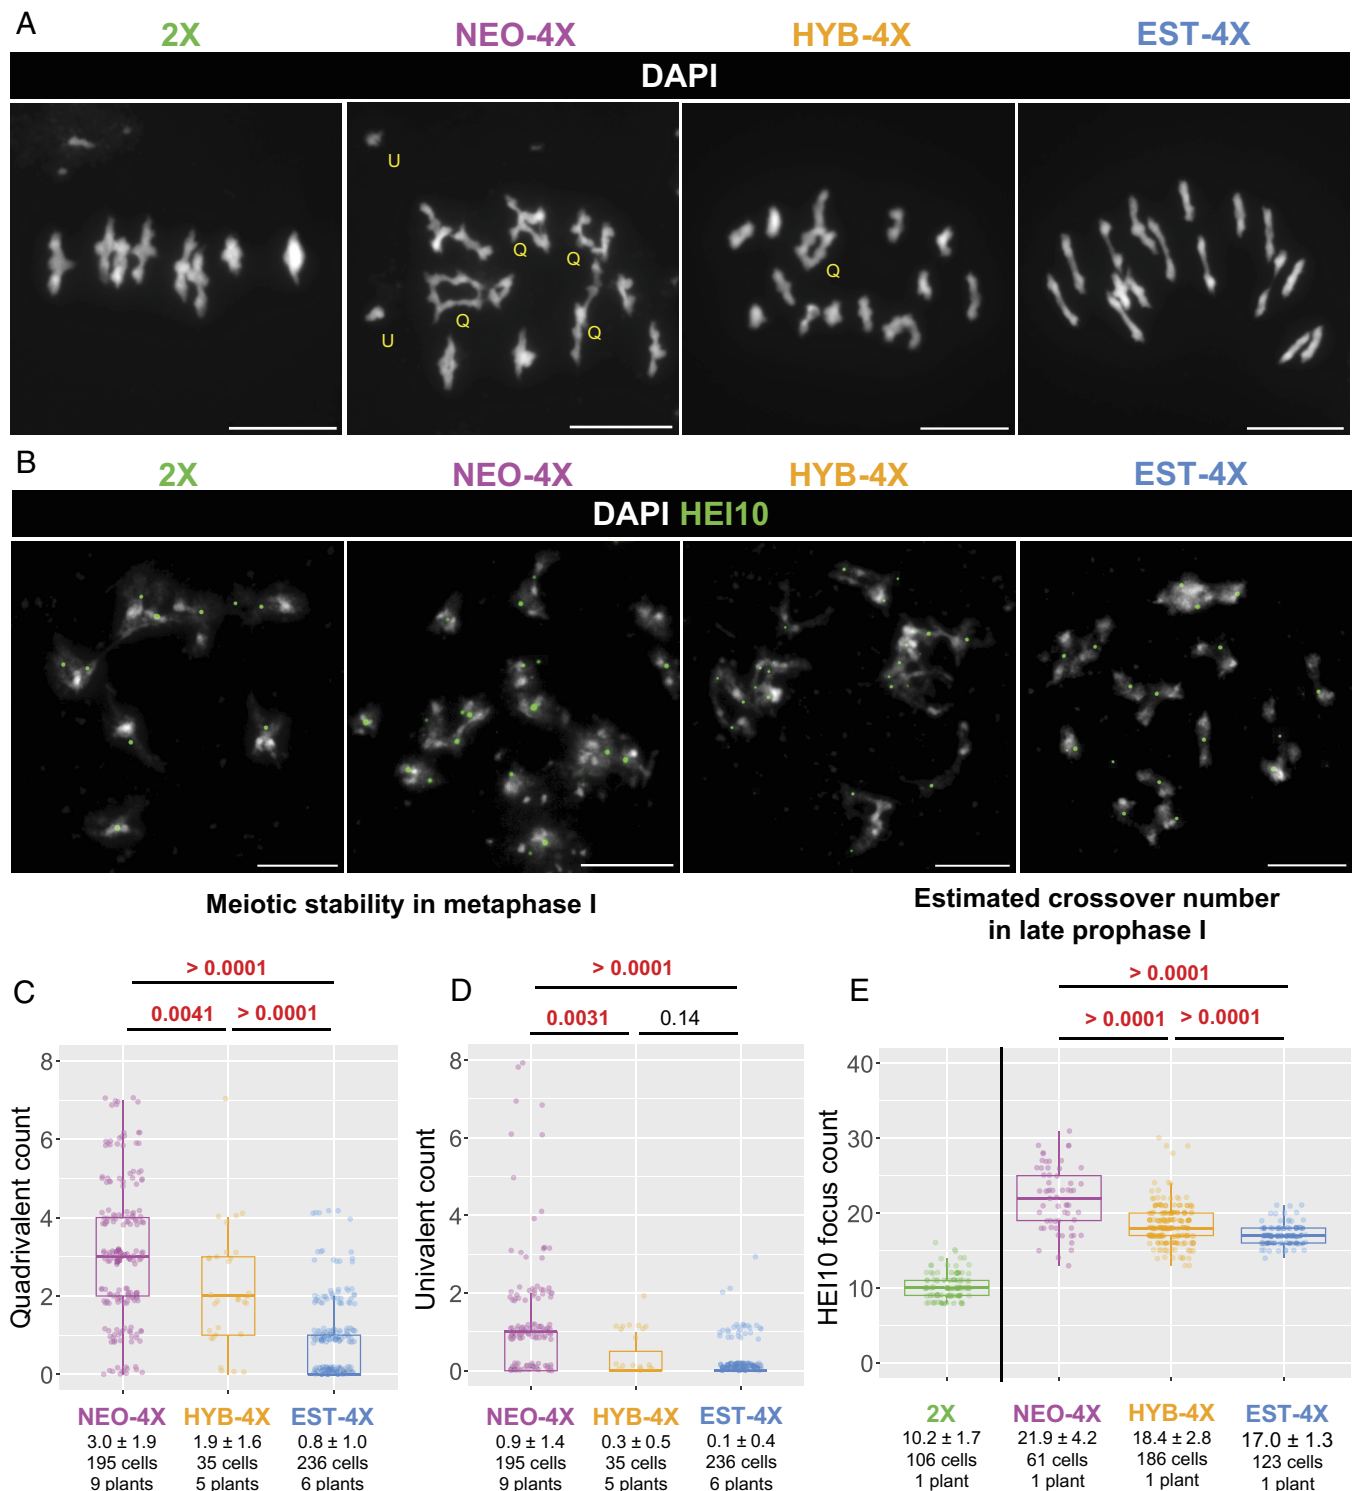 A
2X NEO-4X HYB-4X EST-4X
DAPI
U
Q
Q
Q
U
Q
Q
B
2X NEO-4X HYB-4X EST-4X
DAPI HEI10
Meiotic stability in metaphase I
Estimated crossover number
in late prophase I
C
> 0.0001
0.0041 > 0.0001
Quadrivalent count
8
6
4
2
0
NEO-4X HYB-4X EST-4X
3.0 ± 1.9 1.9 ± 1.6 0.8 ± 1.0
195 cells 35 cells 236 cells
9 plants 5 plants 6 plants
D
> 0.0001
0.0031 0.14
Univalent count
8
6
4
2
0
NEO-4X HYB-4X EST-4X
0.9 ± 1.4 0.3 ± 0.5 0.1 ± 0.4
195 cells 35 cells 236 cells
9 plants 5 plants 6 plants
E
> 0.0001
> 0.0001 > 0.0001
HEI10 focus count
40
30
20
10
0
2X NEO-4X HYB-4X EST-4X
10.2 ± 1.7 21.9 ± 4.2 18.4 ± 2.8 17.0 ± 1.3
106 cells 61 cells 186 cells 123 cells
1 plant 1 plant 1 plant 1 plant